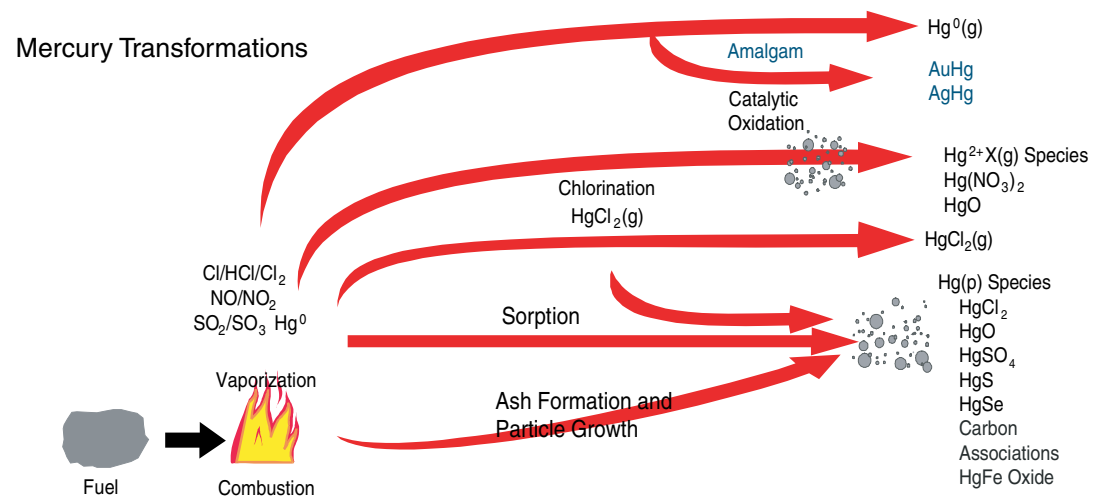 Mercury Transformations
Hg⁰(g)
Amalgam
AuHg
AgHg
Catalytic
Oxidation
Hg²⁺X(g) Species
Hg(NO₃)₂
HgO
Chlorination
HgCl₂(g)
HgCl₂(g)
Cl/HCl/Cl₂
NO/NO₂
SO₂/SO₃ Hg⁰
Sorption
Hg(p) Species
HgCl₂
HgO
HgSO₄
HgS
HgSe
Carbon
Associations
HgFe Oxide
Vaporization
Ash Formation and
Particle Growth
Fuel
Combustion